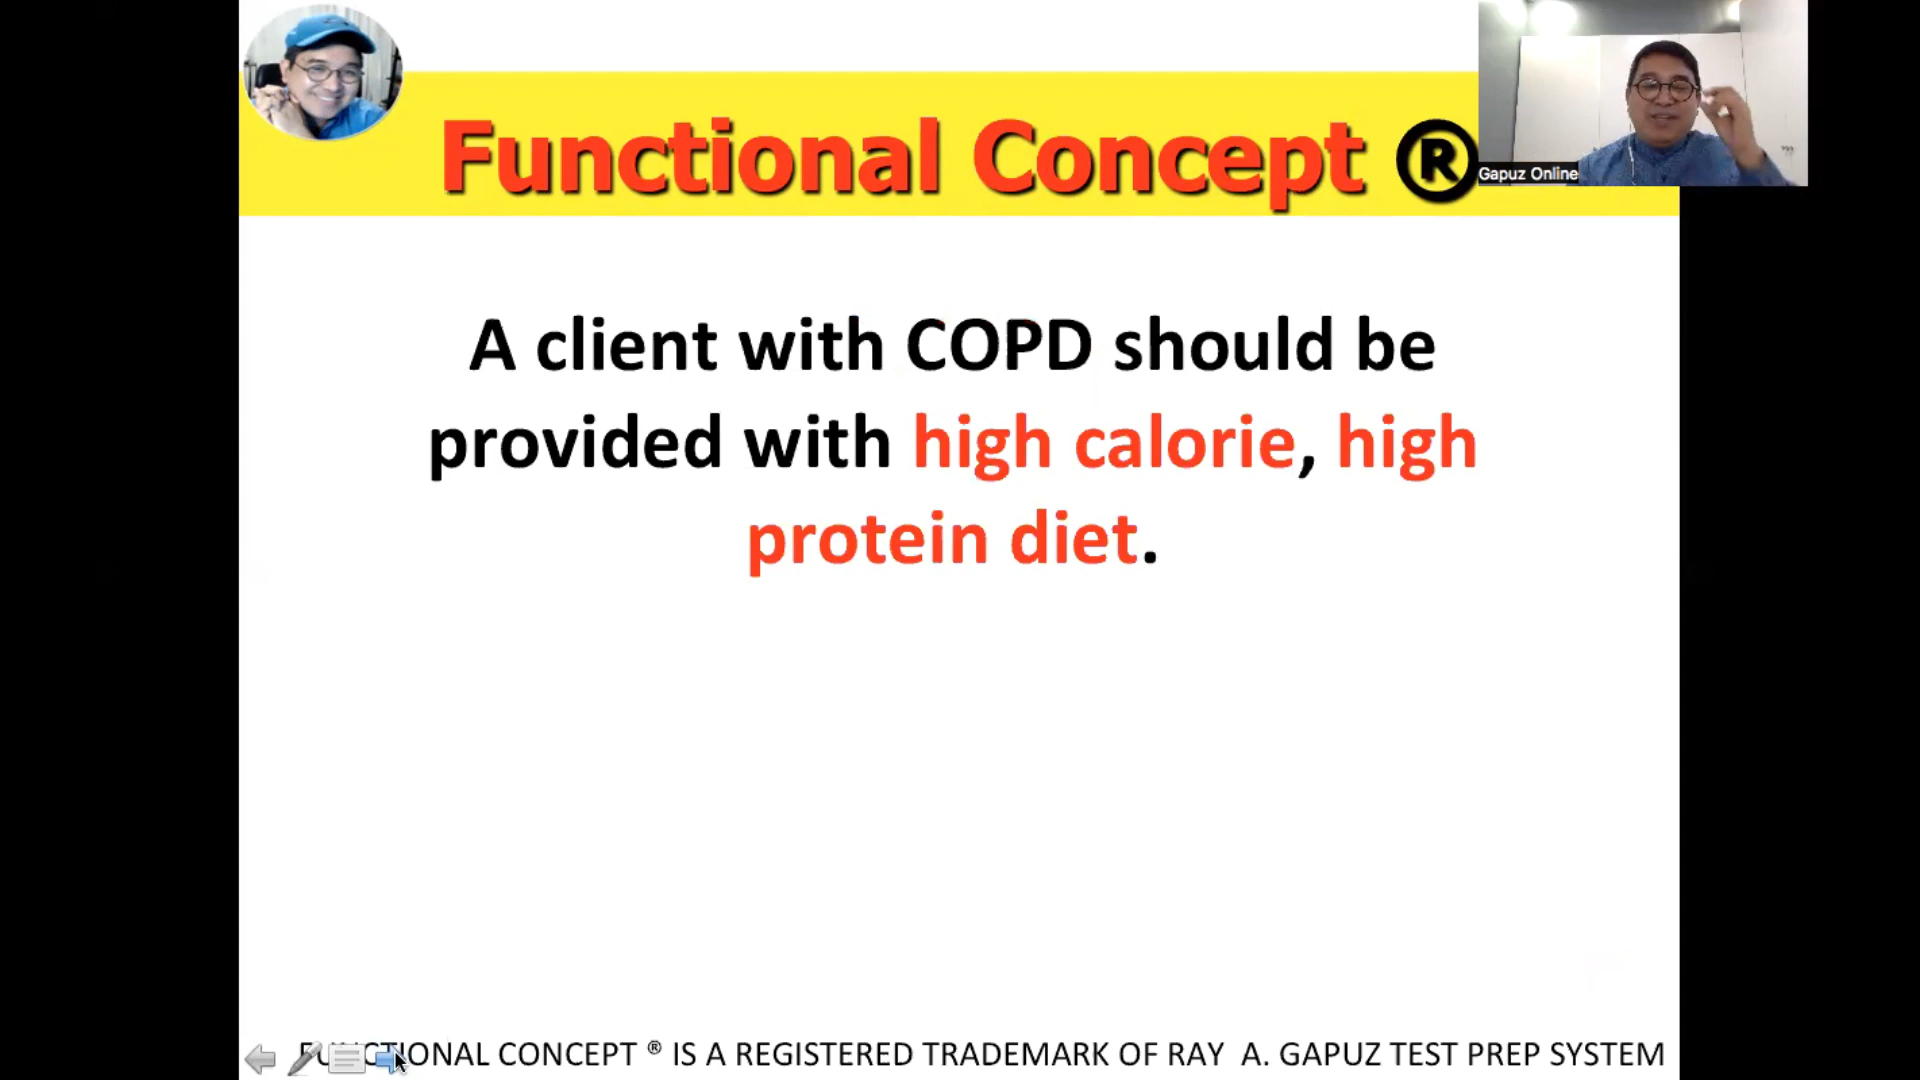 Functional Concept ®
Gapuz Online
A client with COPD should be
provided with high calorie, high
protein diet.
FUNCTIONAL CONCEPT ® IS A REGISTERED TRADEMARK OF RAY A. GAPUZ TEST PREP SYSTEM